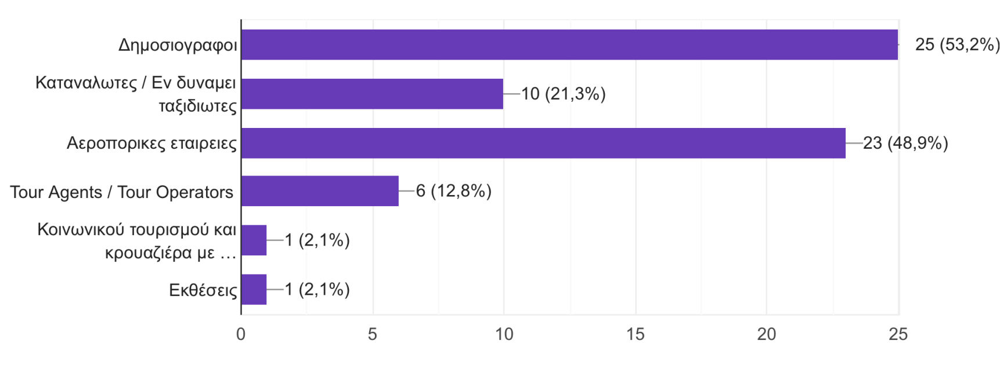 Δημοσιογραφοι
25 (53,2%)
Καταναλωτες / Εν δυναμει
ταξιδιωτες
10 (21,3%)
Αεροπορικες εταιρειες
23 (48,9%)
Tour Agents / Tour Operators
6 (12,8%)
Κοινωνικού τουρισμού και
κρουαζιέρα με …
1 (2,1%)
Εκθέσεις
1 (2,1%)
0 5 10 15 20 25